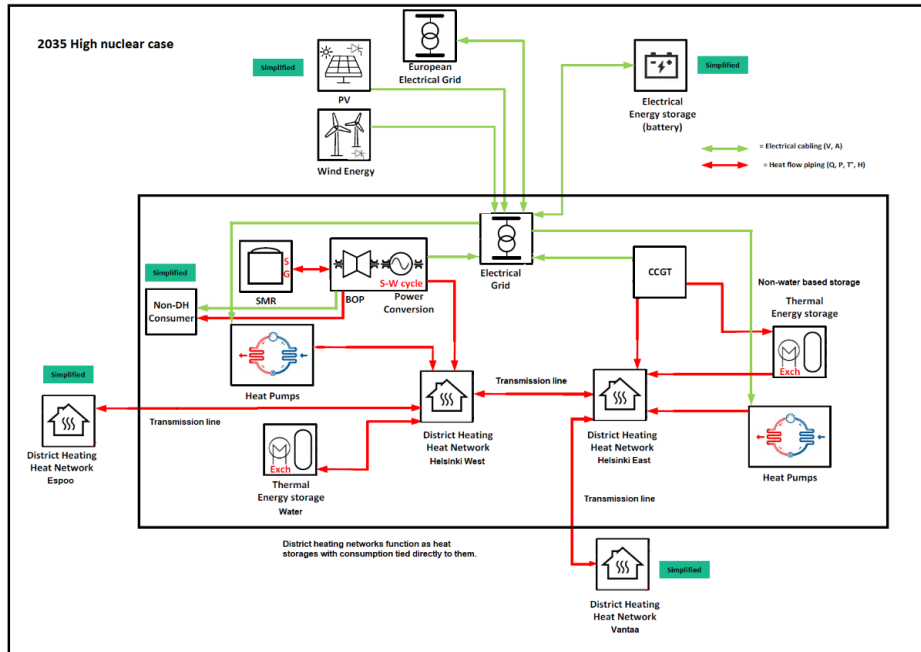 2035 High nuclear case
Simplified
PV
European
Electrical Grid
Simplified
Electrical
Energy storage
(battery)
Wind Energy
= Electrical cabling (V, A)
= Heat flow piping (Q, P, T°, H)
Simplified
Non-DH
Consumer
S
G
SMR
BOP
S-W cycle
Power
Conversion
Electrical
Grid
CCGT
Non-water based storage
Thermal
Energy storage
Exch
Heat Pumps
Simplified
District Heating
Heat Network
Espoo
Transmission line
Exch
Thermal
Energy storage
Water
District Heating
Heat Network
Helsinki West
Transmission line
District Heating
Heat Network
Helsinki East
Heat Pumps
Transmission line
District heating networks function as heat
storages with consumption tied directly to them.
Simplified
District Heating
Heat Network
Vantaa